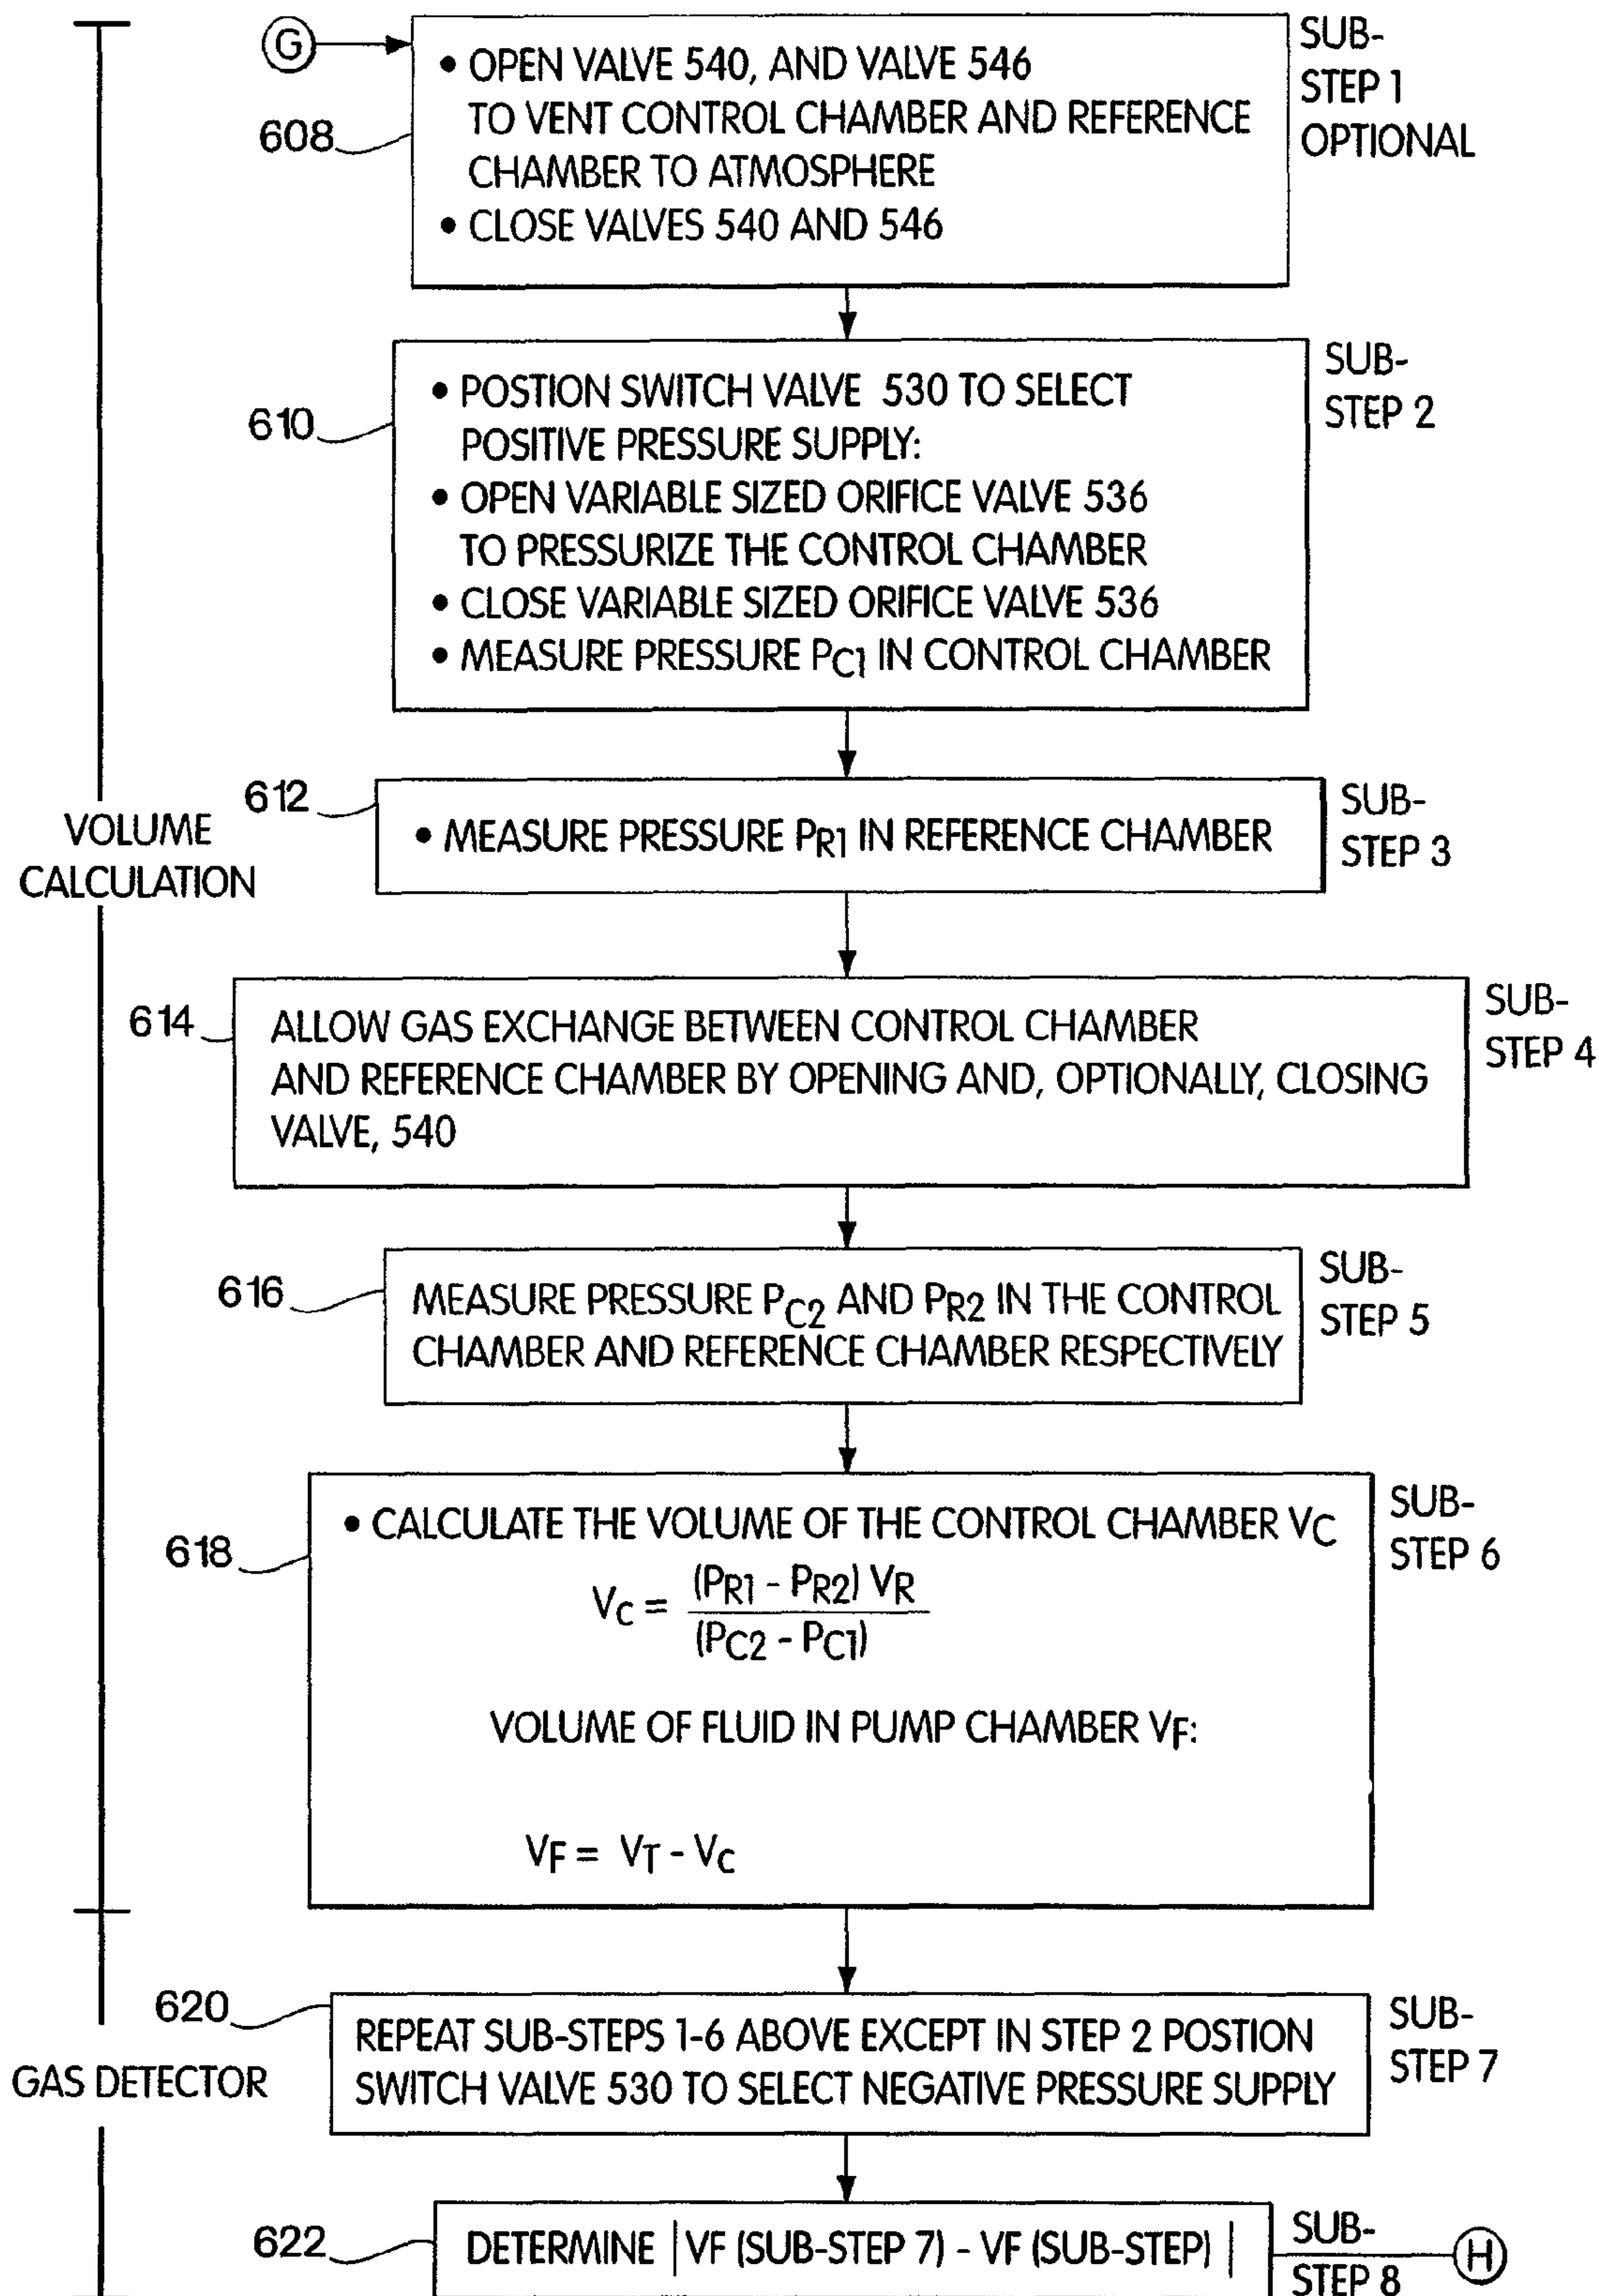 G
608
• OPEN VALVE 540, AND VALVE 546
TO VENT CONTROL CHAMBER AND REFERENCE
CHAMBER TO ATMOSPHERE
• CLOSE VALVES 540 AND 546
SUB-
STEP 1
OPTIONAL
610
• POSTION SWITCH VALVE 530 TO SELECT
POSITIVE PRESSURE SUPPLY:
• OPEN VARIABLE SIZED ORIFICE VALVE 536
TO PRESSURIZE THE CONTROL CHAMBER
• CLOSE VARIABLE SIZED ORIFICE VALVE 536
• MEASURE PRESSURE PC1 IN CONTROL CHAMBER
SUB-
STEP 2
VOLUME
CALCULATION
612
• MEASURE PRESSURE PR1 IN REFERENCE CHAMBER
SUB-
STEP 3
614
ALLOW GAS EXCHANGE BETWEEN CONTROL CHAMBER
AND REFERENCE CHAMBER BY OPENING AND, OPTIONALLY, CLOSING
VALVE, 540
SUB-
STEP 4
616
MEASURE PRESSURE PC2 AND PR2 IN THE CONTROL
CHAMBER AND REFERENCE CHAMBER RESPECTIVELY
SUB-
STEP 5
618
• CALCULATE THE VOLUME OF THE CONTROL CHAMBER VC
VC = (PR1 - PR2) VR
(PC2 - PC1)
VOLUME OF FLUID IN PUMP CHAMBER VF:
VF = VT - VC
SUB-
STEP 6
GAS DETECTOR
620
REPEAT SUB-STEPS 1-6 ABOVE EXCEPT IN STEP 2 POSTION
SWITCH VALVE 530 TO SELECT NEGATIVE PRESSURE SUPPLY
SUB-
STEP 7
622
DETERMINE |VF (SUB-STEP 7) - VF (SUB-STEP) |
SUB-
STEP 8
H